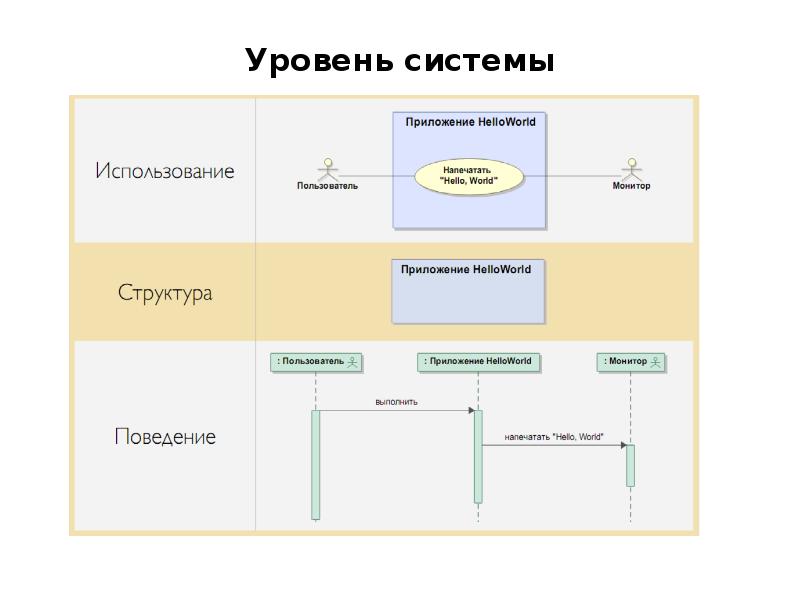 Уровень системы
Использование
Приложение HelloWorld
Напечатать
"Hello, World"
Пользователь
Монитор
Структура
Приложение HelloWorld
Поведение
: Пользователь
: Приложение HelloWorld
: Монитор
выполнить
напечатать "Hello, World"